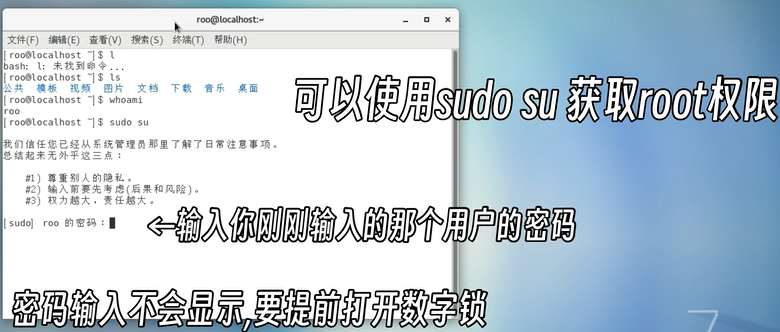 roo@localhost:~
文件(F) 编辑(E) 查看(V) 搜索(S) 终端(T) 帮助(H)
[roo@localhost ~]$ l
bash: l: 未找到命令...
[roo@localhost ~]$ ls
公共 模板 视频 图片 文档 下载 音乐 桌面
[roo@localhost ~]$ whoami
roo
[roo@localhost ~]$ sudo su
可以使用sudo su 获取root权限
我们信任您已经从系统管理员那里了解了日常注意事项。
总结起来无外乎这三点：
#1) 尊重别人的隐私。
#2) 输入前要先考虑(后果和风险)。
#3) 权力越大，责任越大。
[sudo] roo 的密码：
←输入你刚刚输入的那个用户的密码
密码输入不会显示,要提前打开数字锁
7